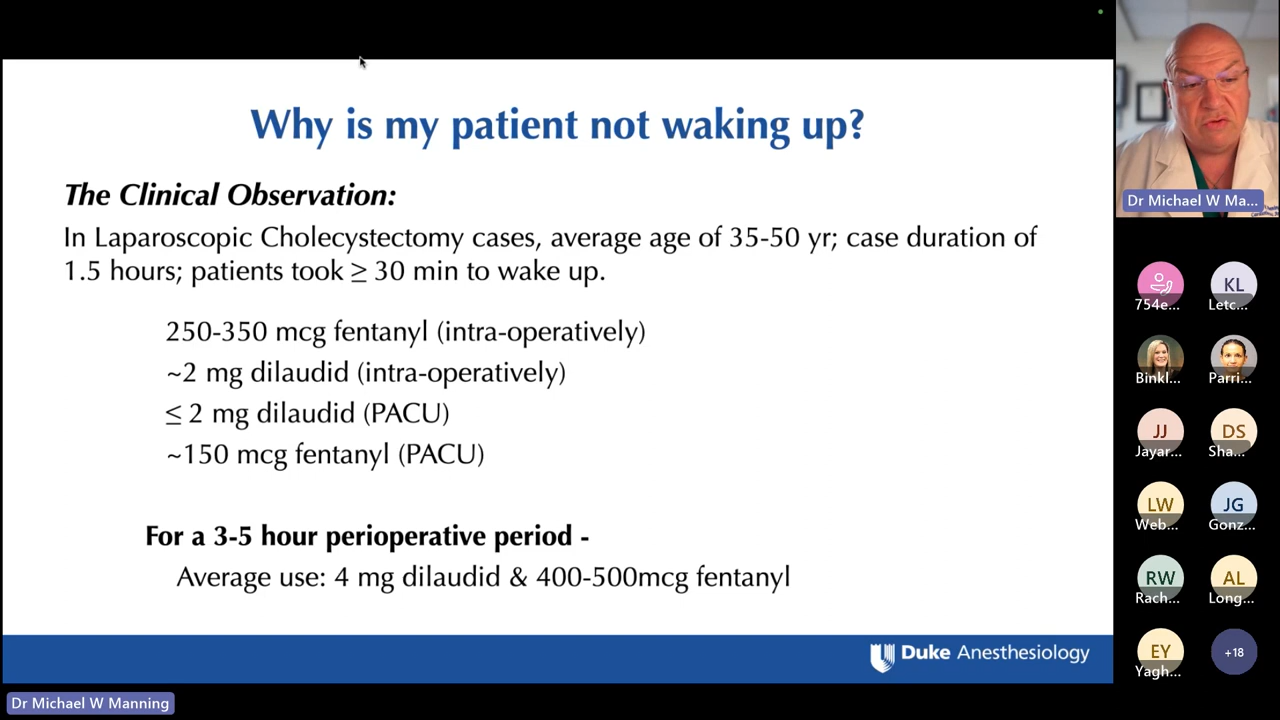 Why is my patient not waking up?
The Clinical Observation:
In Laparoscopic Cholecystectomy cases, average age of 35-50 yr; case duration of
1.5 hours; patients took ≥ 30 min to wake up.
250-350 mcg fentanyl (intra-operatively)
~2 mg dilaudid (intra-operatively)
≤ 2 mg dilaudid (PACU)
~150 mcg fentanyl (PACU)
For a 3-5 hour perioperative period -
Average use: 4 mg dilaudid & 400-500mcg fentanyl
Duke Anesthesiology
Dr Michael W Manning
Dr Michael W Ma...
754e...
KL
Letc...
Binkl...
Parri...
JJ
Jayar...
DS
Sha...
LW
Web...
JG
Gonz...
RW
Rach...
AL
Long...
EY
Yagh...
+18